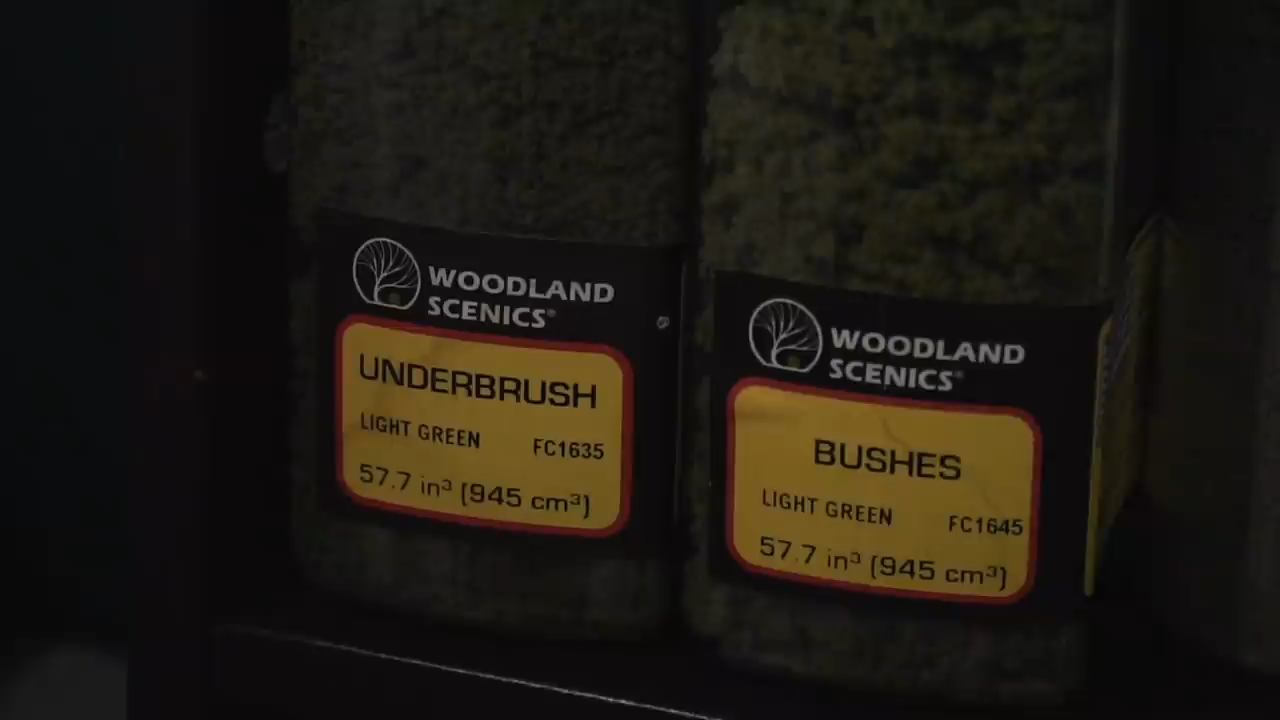 WOODLAND
SCENICS®
UNDERBRUSH
LIGHT GREEN FC1635
57.7 in³ (945 cm³)
WOODLAND
SCENICS®
BUSHES
LIGHT GREEN FC1645
57.7 in³ (945 cm³)